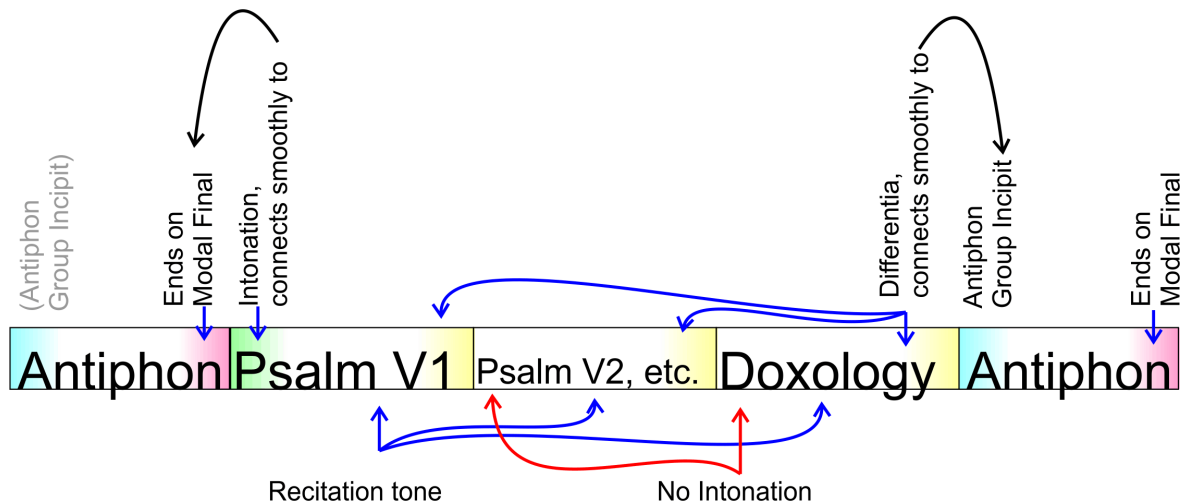 (Antiphon
Group Incipit)
Ends on
Modal Final
Intonation,
connects smoothly to
Differentia,
connects smoothly to
Antiphon
Group Incipit
Ends on
Modal Final
Antiphon
Psalm V1
Psalm V2, etc.
Doxology
Antiphon
Recitation tone
No Intonation